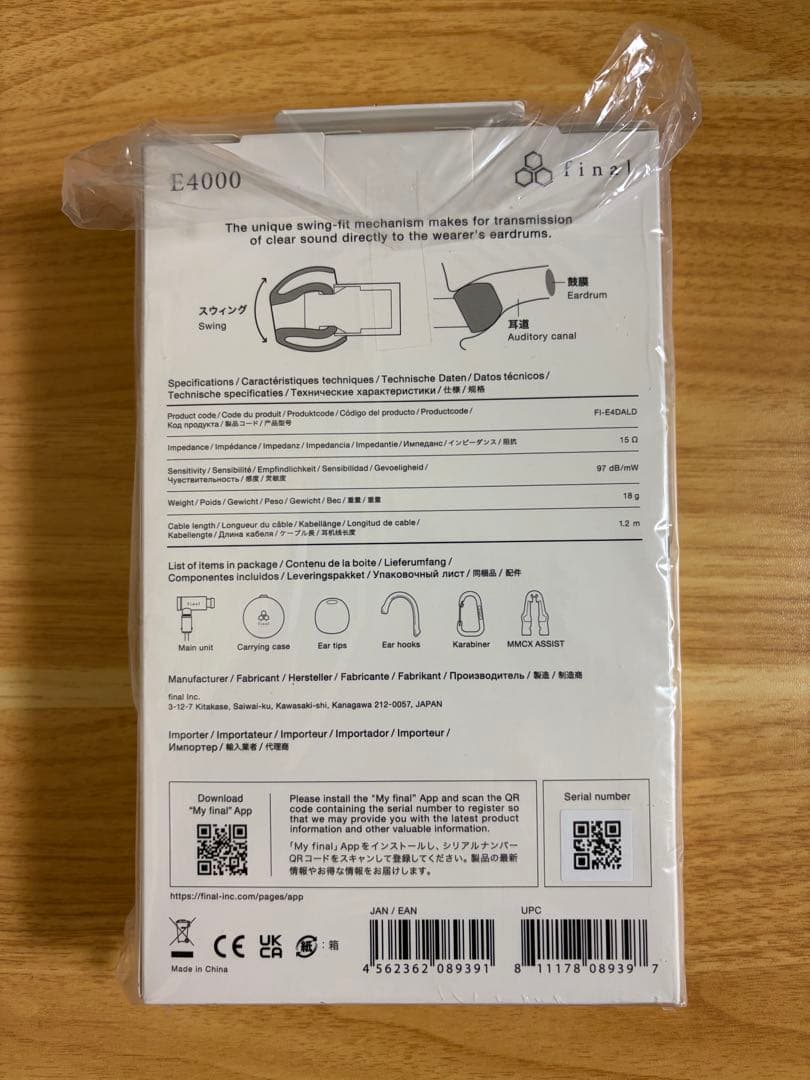 E4000
final
The unique swing-fit mechanism makes for transmission
of clear sound directly to the wearer's eardrums.
スウィング
Swing
鼓膜
Eardrum
耳道
Auditory canal
Specifications / Caractéristiques techniques / Technische Daten / Datos técnicos /
Technische specificaties / Технические характеристики / 仕様 / 规格
Product code / Code du produit / Produktcode / Código del producto / Productcode /
Код продукта / 製品コード / 产品型号
FI-E4DALD
Impedance / Impédance / Impedanz / Impedancia / Impedantie / Импеданс / インピーダンス / 阻抗
15 Ω
Sensitivity / Sensibilité / Empfindlichkeit / Sensibilidad / Gevoeligheid /
Чувствительность / 感度 / 灵敏度
97 dB/mW
Weight / Poids / Gewicht / Peso / Gewicht / Вес / 重量 / 重量
18 g
Cable length / Longueur du câble / Kabellänge / Longitud de cable /
Kabellengte / Длина кабеля / ケーブル長 / 耳机线长度
1.2 m
List of items in package / Contenu de la boite / Lieferumfang /
Componentes incluidos / Leveringspakket / Упаковочный лист / 同梱品 / 配件
final
final
Main unit
Carrying case
Ear tips
Ear hooks
Karabiner
MMCX ASSIST
Manufacturer / Fabricant / Hersteller / Fabricante / Fabrikant / Производитель / 製造 / 制造商
final Inc.
3-12-7 Kitakase, Saiwai-ku, Kawasaki-shi, Kanagawa 212-0057, JAPAN
Importer / Importateur / Importeur / Importador / Importeur /
Импортер / 輸入業者 / 代理商
Download
"My final" App
Please install the "My final" App and scan the QR
code containing the serial number to register so
that we may provide you with the latest product
information and other valuable information.
「My final」Appをインストールし、シリアルナンバー
QRコードをスキャンして登録してください。製品の最新
情報やお得な情報をお届けします。
Serial number
https://final-inc.com/pages/app
JAN / EAN
UPC
CE
UK
CA
紙
: 箱
Made in China
4 562362 089391
8 11178 08939 7